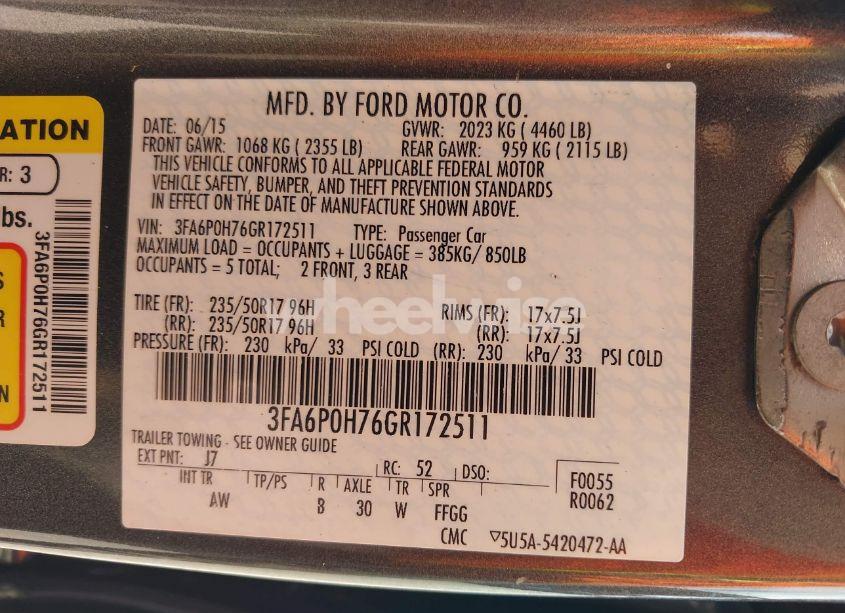 ATION
R: 3
bs.
S
R
N
3FA6P0H76GR172511
MFD. BY FORD MOTOR CO.
DATE: 06/15 GVWR: 2023 KG ( 4460 LB)
FRONT GAWR: 1068 KG ( 2355 LB) REAR GAWR: 959 KG ( 2115 LB)
THIS VEHICLE CONFORMS TO ALL APPLICABLE FEDERAL MOTOR
VEHICLE SAFETY, BUMPER, AND THEFT PREVENTION STANDARDS
IN EFFECT ON THE DATE OF MANUFACTURE SHOWN ABOVE.
VIN: 3FA6P0H76GR172511 TYPE: Passenger Car
MAXIMUM LOAD = OCCUPANTS + LUGGAGE = 385KG/ 850LB
OCCUPANTS = 5 TOTAL; 2 FRONT, 3 REAR
TIRE (FR): 235/50R17 96H RIMS (FR): 17x7.5J
(RR): 235/50R17 96H (RR): 17x7.5J
wheelwise
PRESSURE (FR): 230 kPa/ 33 PSI COLD (RR): 230 kPa/ 33 PSI COLD
3FA6P0H76GR172511
TRAILER TOWING - SEE OWNER GUIDE
EXT PNT: J7 RC: 52 DSO:
INT TR TP/PS R AXLE TR SPR
AW 8 30 W FFGG
F0055
R0062
CMC ▽5U5A-5420472-AA